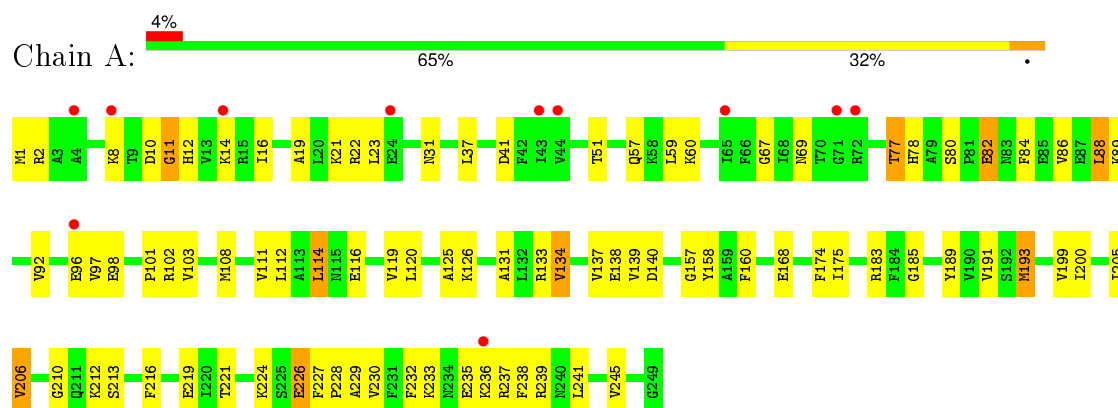 4%
Chain A:
65% 32% •
M1 R2 A3 A4 K8 T9 D10 G11 H12 V13 K14 R15 I16 A19 L20 K21 R22 L23 E24 N31 L37 D41 F42 I43 V44 T51 Q57 K58 L59 K60 I65 F66 G67 I68 N69 T70 G71 R72 T77 H78 A79 S80 P81 E82 N83 F84 E85 V86 E87 L88 K89
V92 E96 V97 E98 P101 R102 V103 M108 V111 L112 A113 L114 N115 E116 V119 L120 A125 K126 A131 L132 R133 V134 V137 E138 V139 D140 G157 Y158 A159 F160 E168 F174 I175 R183 F184 G185 Y189 V190 V191 S192 M193 V199 I200
V206 G210 Q211 K212 S213 F216 E219 I220 T221 K224 S225 E226 F227 P228 A229 V230 F231 F232 K233 N234 E235 K236 R237 F238 R239 N240 L241 V245 G249